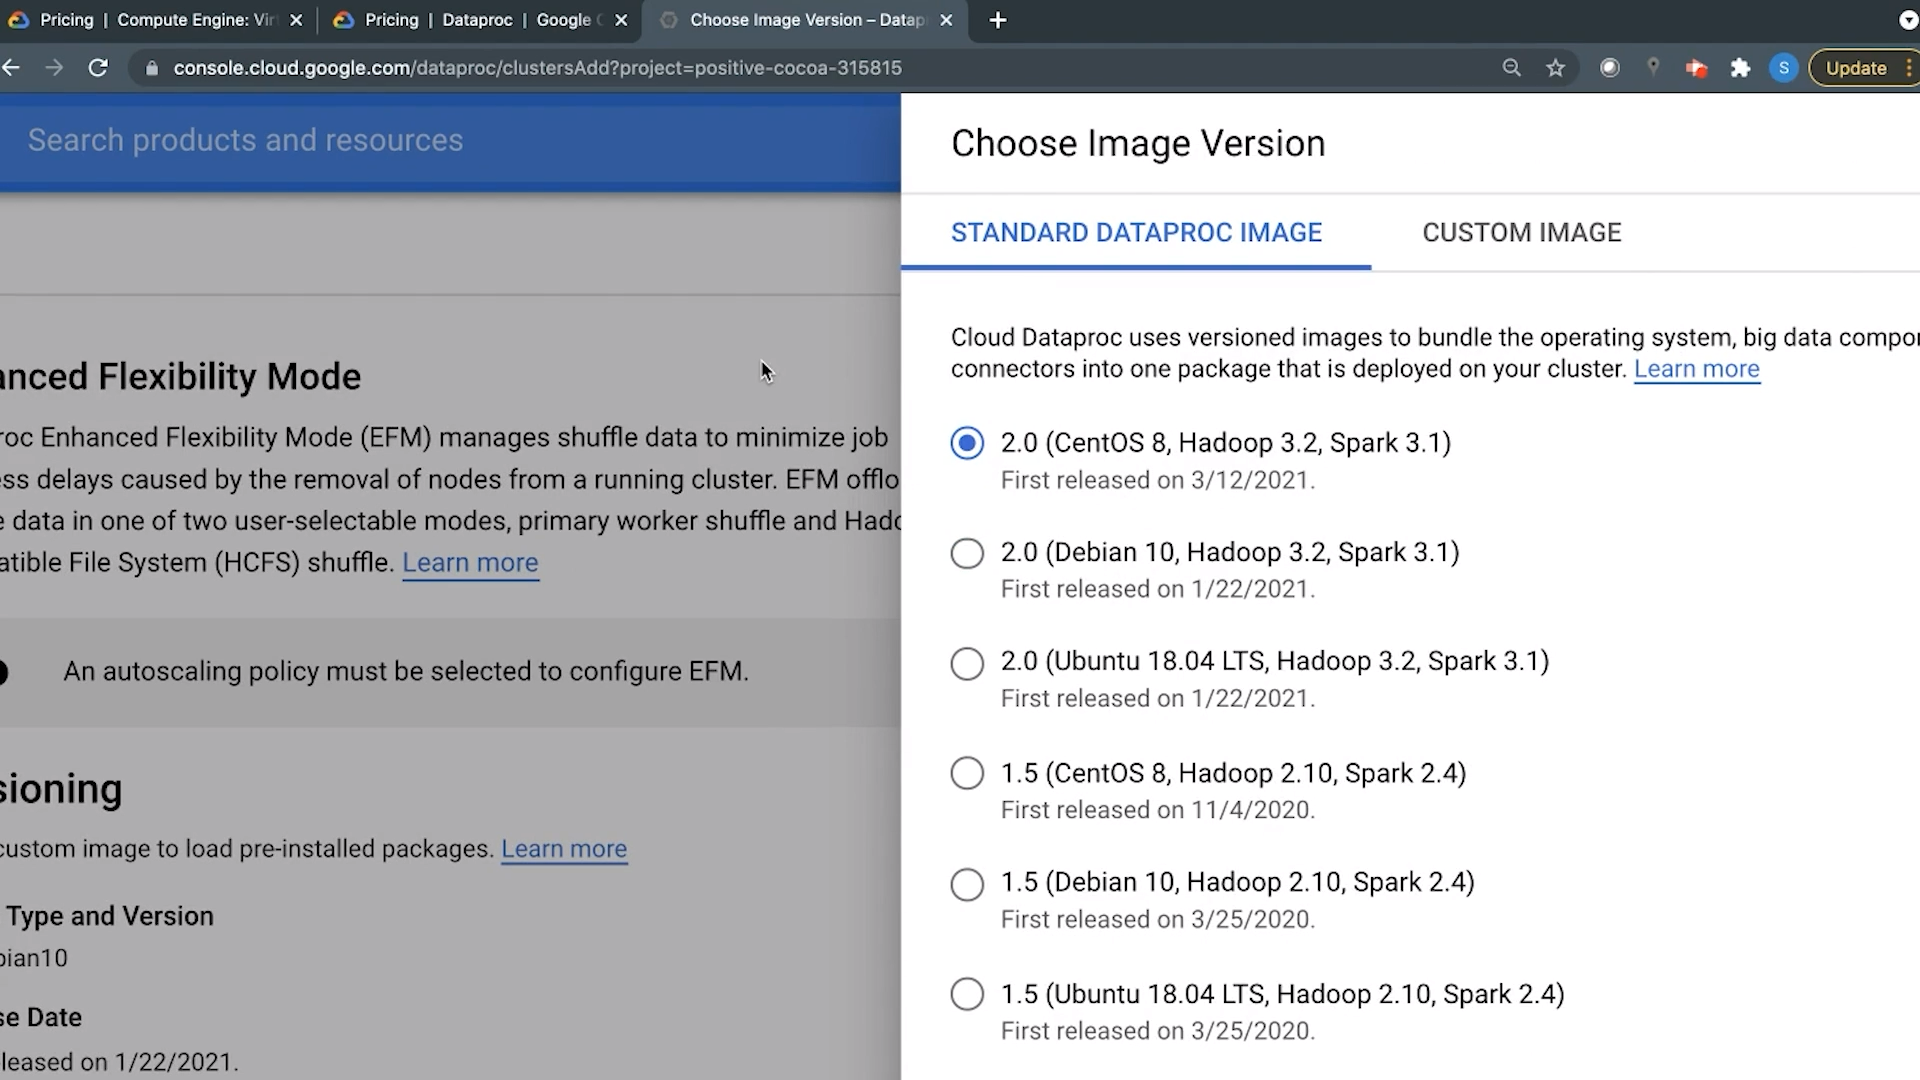 Pricing | Compute Engine: Vir
Pricing | Dataproc | Google
Choose Image Version – Datap
console.cloud.google.com/dataproc/clustersAdd?project=positive-cocoa-315815
S
Update
Search products and resources
anced Flexibility Mode
roc Enhanced Flexibility Mode (EFM) manages shuffle data to minimize job
ss delays caused by the removal of nodes from a running cluster. EFM offlo
e data in one of two user-selectable modes, primary worker shuffle and Hado
atible File System (HCFS) shuffle. Learn more
An autoscaling policy must be selected to configure EFM.
sioning
custom image to load pre-installed packages. Learn more
Type and Version
bian10
se Date
leased on 1/22/2021.
Choose Image Version
STANDARD DATAPROC IMAGE
CUSTOM IMAGE
Cloud Dataproc uses versioned images to bundle the operating system, big data compo
connectors into one package that is deployed on your cluster. Learn more
2.0 (CentOS 8, Hadoop 3.2, Spark 3.1)
First released on 3/12/2021.
2.0 (Debian 10, Hadoop 3.2, Spark 3.1)
First released on 1/22/2021.
2.0 (Ubuntu 18.04 LTS, Hadoop 3.2, Spark 3.1)
First released on 1/22/2021.
1.5 (CentOS 8, Hadoop 2.10, Spark 2.4)
First released on 11/4/2020.
1.5 (Debian 10, Hadoop 2.10, Spark 2.4)
First released on 3/25/2020.
1.5 (Ubuntu 18.04 LTS, Hadoop 2.10, Spark 2.4)
First released on 3/25/2020.